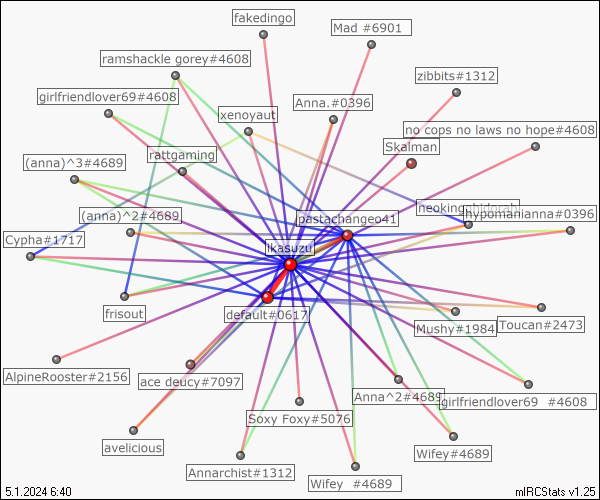 fakedingo
Mad #6901
ramshackle gorey#4608
zibbits#1312
girlfriendlover69#4608
Anna.#0396
xenoyaut
no cops no laws no hope#4608
Skalman
rattgaming
(anna)^3#4689
neokingghidorah
(anna)^2#4689
pastachangeo41
hypomanianna#0396
Cypha#1717
ikasuzu
frisout
default#0617
Mushy#1984
Toucan#2473
AlpineRooster#2156
ace deucy#7097
Anna^2#4689
girlfriendlover69 #4608
Soxy Foxy#5076
avelicious
Wifey#4689
Annarchist#1312
Wifey #4689
5.1.2024 6:40
mIRCStats v1.25